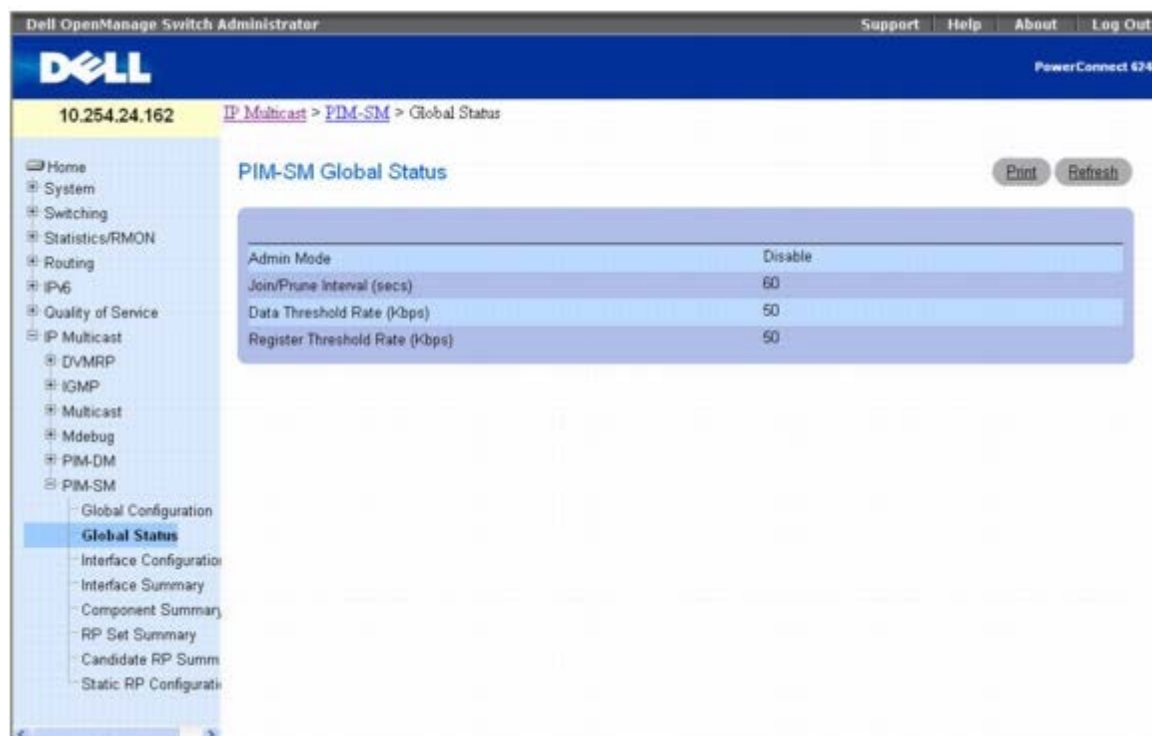 Dell OpenManage Switch Administrator Support Help About Log Out
DELL
PowerConnect 624
10.254.24.162
IP Multicast > PIM-SM > Global Status
Home
System
Switching
Statistics/RMON
Routing
IPv6
Quality of Service
IP Multicast
DVMRP
IGMP
Multicast
Mdebug
PIM-DM
PIM-SM
Global Configuration
Global Status
Interface Configuration
Interface Summary
Component Summary
RP Set Summary
Candidate RP Summ
Static RP Configurati
PIM-SM Global Status
Print Refresh
Admin Mode Disable
Join/Prune Interval (secs) 60
Data Threshold Rate (Kbps) 50
Register Threshold Rate (Kbps) 50